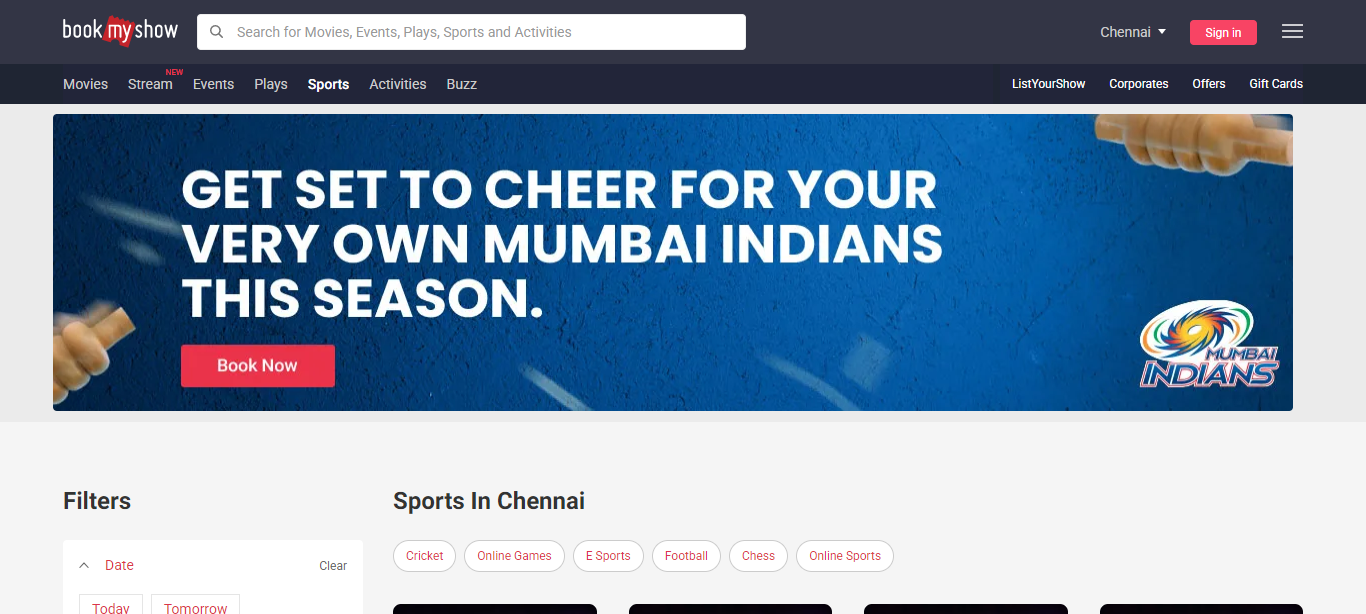 book my show
Search for Movies, Events, Plays, Sports and Activities
Chennai
Sign in
Movies
Stream
NEW
Events
Plays
Sports
Activities
Buzz
ListYourShow
Corporates
Offers
Gift Cards
GET SET TO CHEER FOR YOUR
VERY OWN MUMBAI INDIANS
THIS SEASON.
Book Now
MUMBAI
INDIANS
Filters
Date
Clear
Today
Tomorrow
Sports In Chennai
Cricket
Online Games
E Sports
Football
Chess
Online Sports